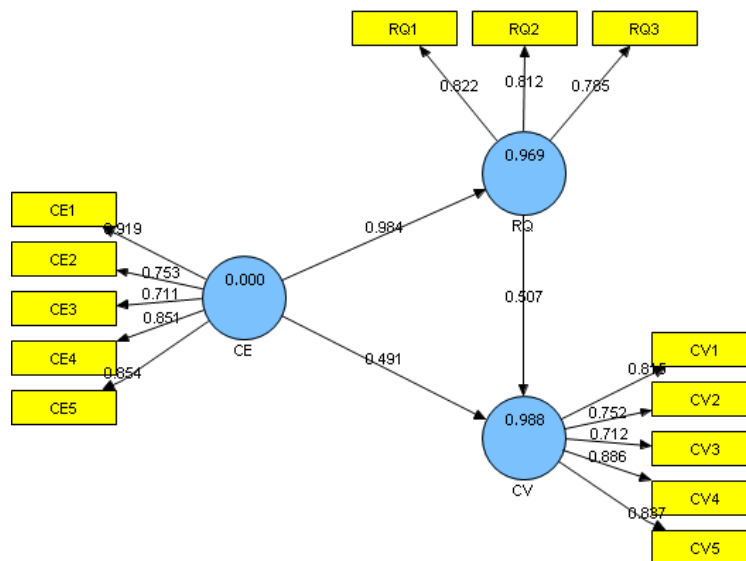 RQ1
RQ2
RQ3
0.822
0.812
0.785
0.969
RQ
CE1
CE2
CE3
CE4
CE5
0.919
0.753
0.711
0.851
0.854
0.000
CE
0.984
0.507
0.491
0.988
CV
0.815
0.752
0.712
0.886
0.837
CV1
CV2
CV3
CV4
CV5